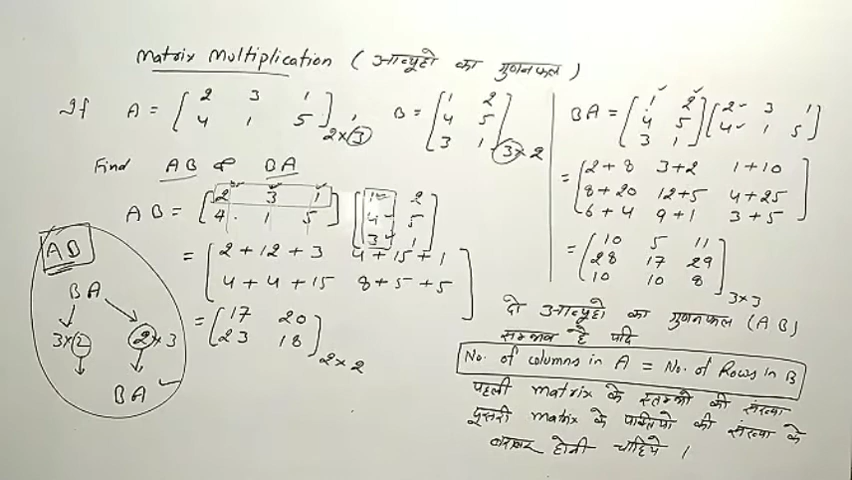 Matrix Multiplication (आव्यूहो का गुणनफल)
If A = [ 2 3 1
4 1 5 ] 2×3 , B = [ 1 2
4 5
3 1 ] 3×2
Find AB & BA
AB = [ 2 3 1
4 1 5 ] [ 1 2
4 5
3 1 ]
= [ 2+12+3 4+15+1
4+4+15 8+5+5 ]
= [ 17 20
23 18 ] 2×2
AB
BA
3×2 2×3
BA
BA = [ 1 2
4 5
3 1 ] [ 2 3 1
4 1 5 ]
= [ 2+8 3+2 1+10
8+20 12+5 4+25
6+4 9+1 3+5 ]
= [ 10 5 11
28 17 29
10 10 8 ] 3×3
दो आव्यूहो का गुणनफल (AB)
सम्भव है यदि
No. of columns in A = No. of Rows in B
पहली matrix के स्तम्भो की संख्या
दूसरी matrix के पंक्तियो की संख्या के
बराबर होनी चाहिये ।